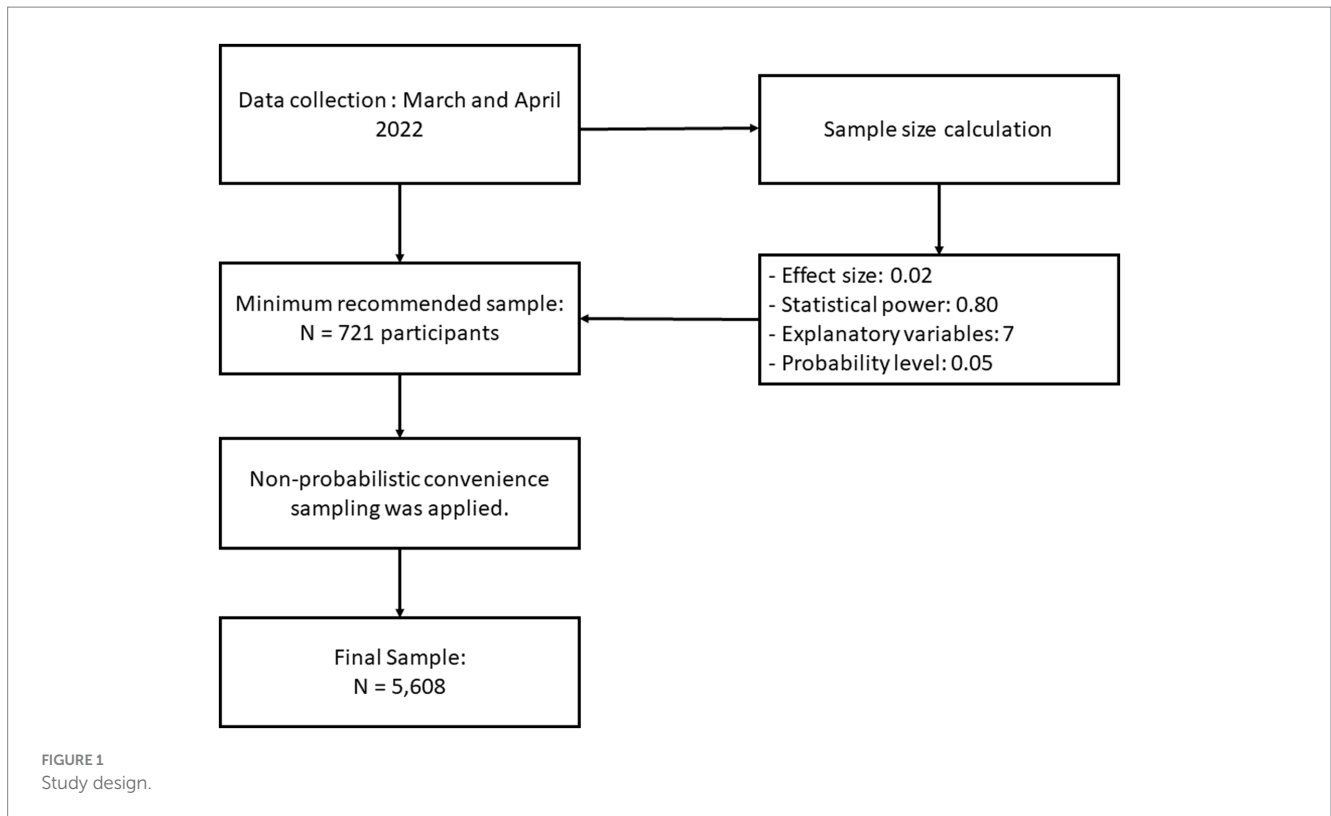 Data collection : March and April
2022
Sample size calculation
- Effect size: 0.02
- Statistical power: 0.80
- Explanatory variables: 7
- Probability level: 0.05
Minimum recommended sample:
N = 721 participants
Non-probabilistic convenience
sampling was applied.
Final Sample:
N = 5,608
FIGURE 1
Study design.